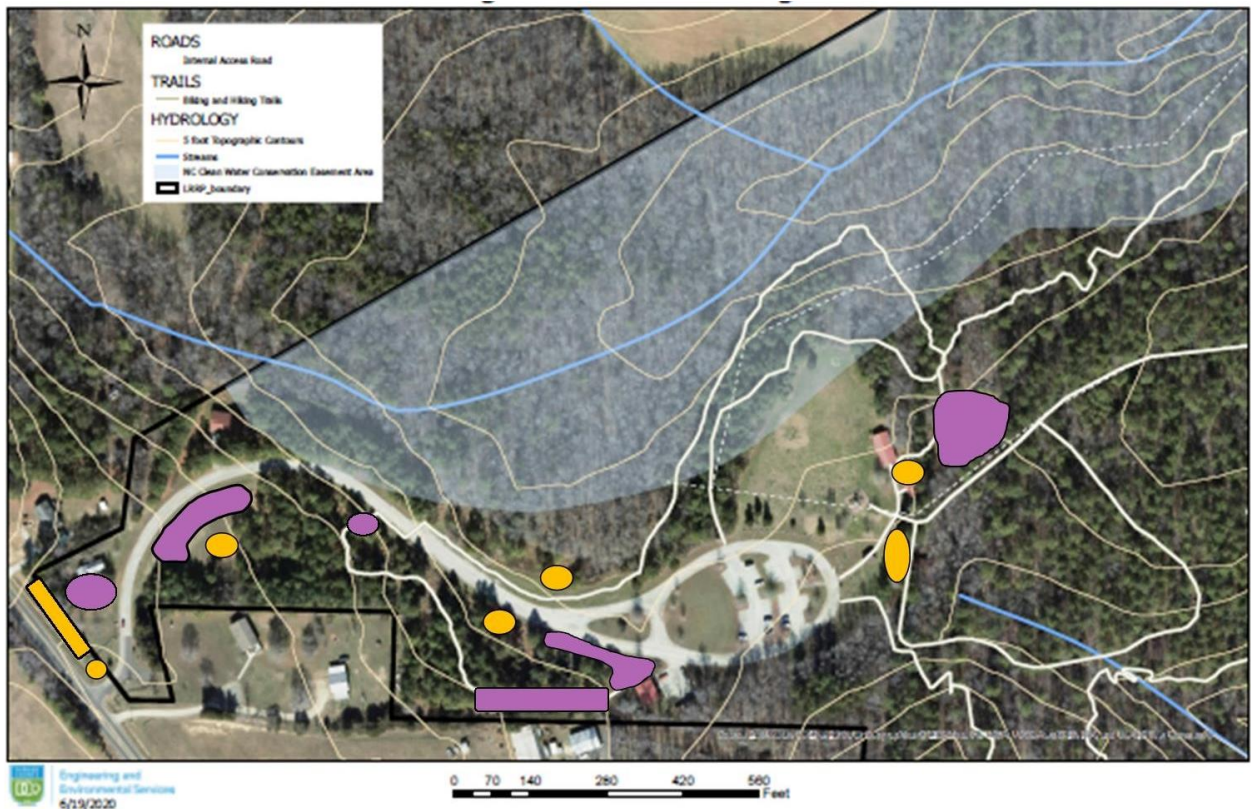 N
ROADS
Internal Access Road
TRAILS
Biking and Hiking Trails
HYDROLOGY
5 foot Topographic Contours
Streams
NC Clean Water Conservation Easement Area
LRRP_boundary
Engineering and
Environmental Services
6/19/2020
0 70 140 280 420 560
Feet